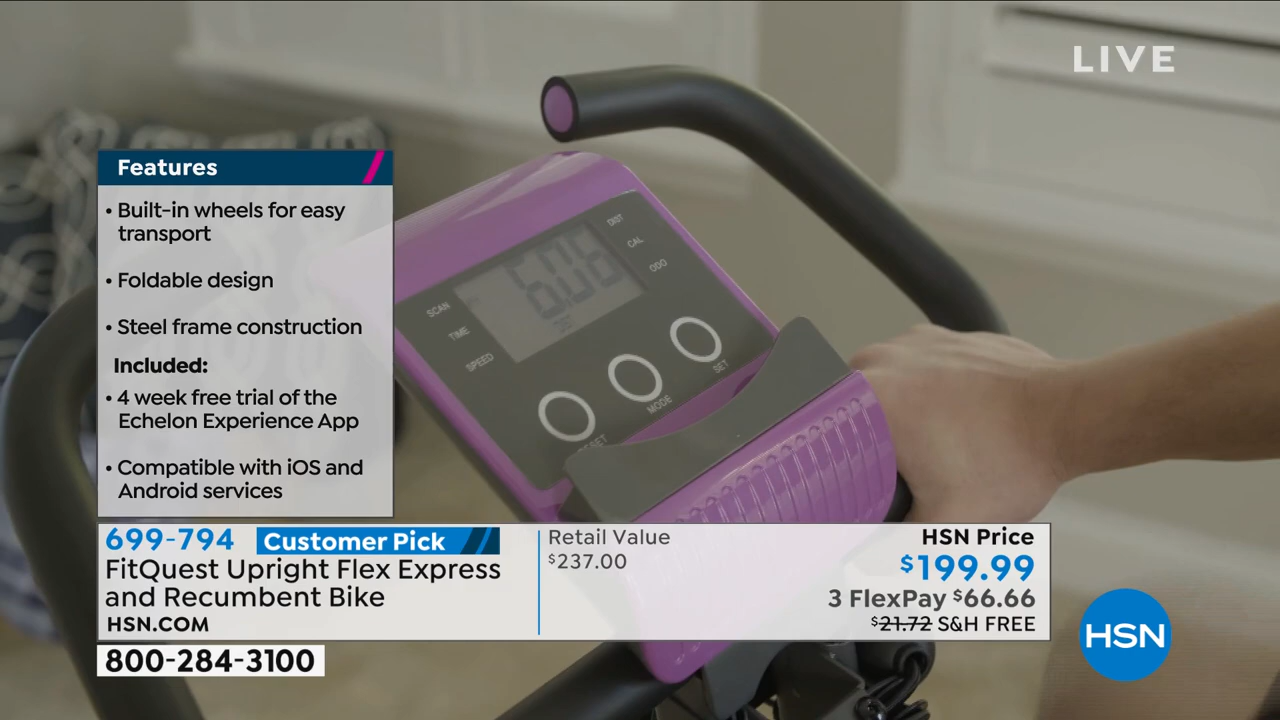 LIVE
Features
• Built-in wheels for easy
transport
• Foldable design
• Steel frame construction
Included:
• 4 week free trial of the
Echelon Experience App
• Compatible with iOS and
Android services
DIST
CAL
ODO
SCAN
TIME
SPEED
SET
MODE
699-794 Customer Pick
FitQuest Upright Flex Express
and Recumbent Bike
HSN.COM
Retail Value
$237.00
HSN Price
$199.99
3 FlexPay $66.66
$21.72 S&H FREE
HSN
800-284-3100